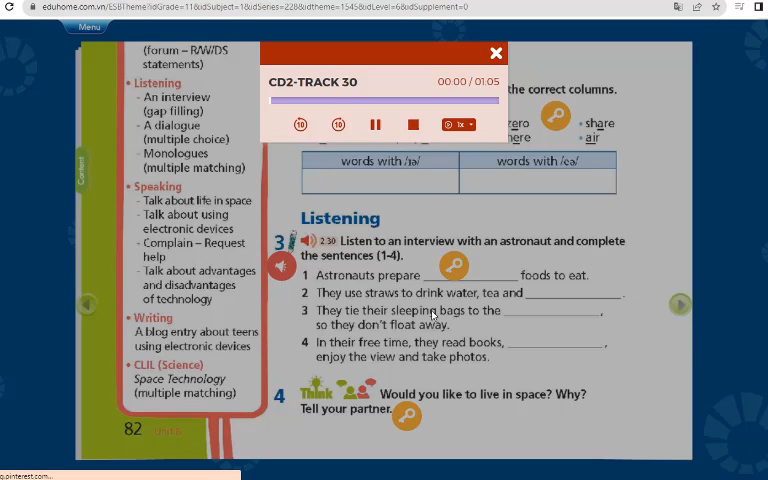 eduhome.com.vn/ESBTheme?idGrade=11&idSubject=1&idSeries=228&idtheme=1545&idLevel=6&idSupplement=0
Menu
Content
(forum – R/W/DS
statements)
• Listening
- An interview
(gap filling)
- A dialogue
(multiple choice)
- Monologues
(multiple matching)
• Speaking
- Talk about life in space
- Talk about using
electronic devices
- Complain – Request
help
- Talk about advantages
and disadvantages
of technology
• Writing
A blog entry about teens
using electronic devices
• CLIL (Science)
Space Technology
(multiple matching)
82 Unit 6
CD2-TRACK 30
00:00 / 01:05
10
10
1x
the correct columns.
zero
• share
here
• air
words with /ɪə/
words with /eə/
Listening
3 2.30 Listen to an interview with an astronaut and complete
the sentences (1-4).
1 Astronauts prepare ______ foods to eat.
2 They use straws to drink water, tea and ______.
3 They tie their sleeping bags to the ______,
so they don't float away.
4 In their free time, they read books, ______,
enjoy the view and take photos.
4 Think Would you like to live in space? Why?
Tell your partner.
g.pinterest.com...